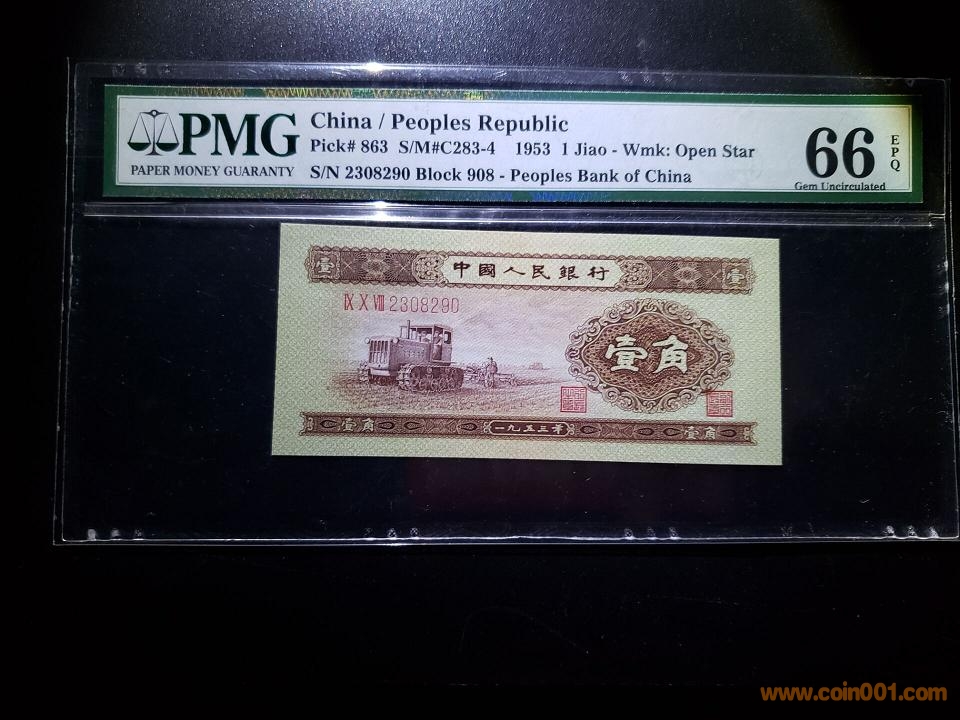 PMG
PAPER MONEY GUARANTY
China / Peoples Republic
Pick# 863 S/M#C283-4 1953 1 Jiao - Wmk: Open Star
S/N 2308290 Block 908 - Peoples Bank of China
66
EPQ
Gem Uncirculated
壹 中國人民銀行 壹
IX X VIII 2308290
壹角
壹角 一九五三年 壹角
www.coin001.com